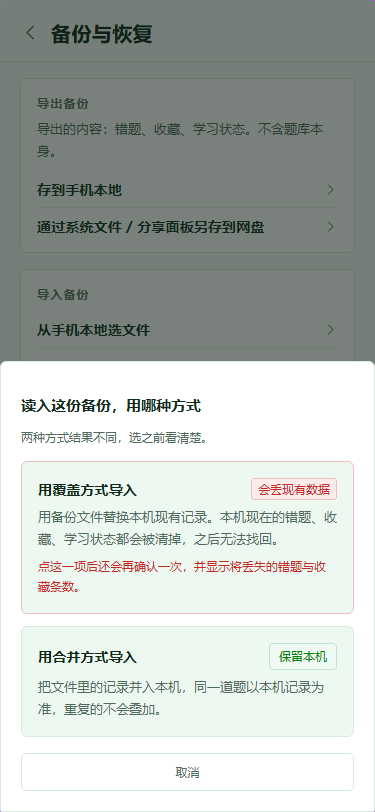 备份与恢复
导出备份
导出的内容：错题、收藏、学习状态。不含题库本
身。
存到手机本地
通过系统文件 / 分享面板另存到网盘
导入备份
从手机本地选文件
读入这份备份，用哪种方式
两种方式结果不同，选之前看清楚。
用覆盖方式导入
会丢现有数据
用备份文件替换本机现有记录。本机现在的错题、收
藏、学习状态都会被清掉，之后无法找回。
点这一项后还会再确认一次，并显示将丢失的错题与收
藏条数。
用合并方式导入
保留本机
把文件里的记录并入本机，同一道题以本机记录为
准，重复的不会叠加。
取消